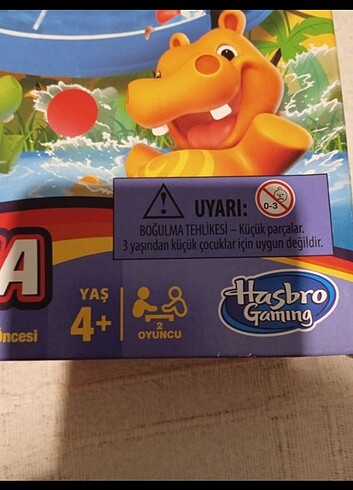 UYARI:
0-3
BOĞULMA TEHLİKESİ – Küçük parçalar.
3 yaşından küçük çocuklar için uygun değildir.
A
öncesi
YAŞ
4+
2
OYUNCU
Hasbro
Gaming